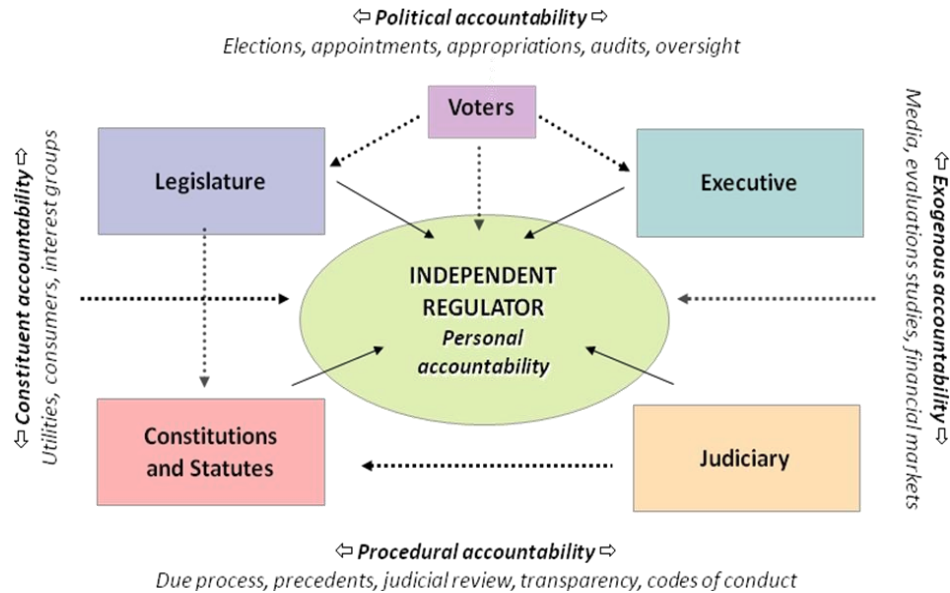 ⇦ Political accountability ⇨
Elections, appointments, appropriations, audits, oversight
Voters
Legislature
Executive
INDEPENDENT
REGULATOR
Personal
accountability
Constitutions
and Statutes
Judiciary
⇦ Constituent accountability ⇨
Utilities, consumers, interest groups
⇦ Exogenous accountability ⇨
Media, evaluations studies, financial markets
⇦ Procedural accountability ⇨
Due process, precedents, judicial review, transparency, codes of conduct